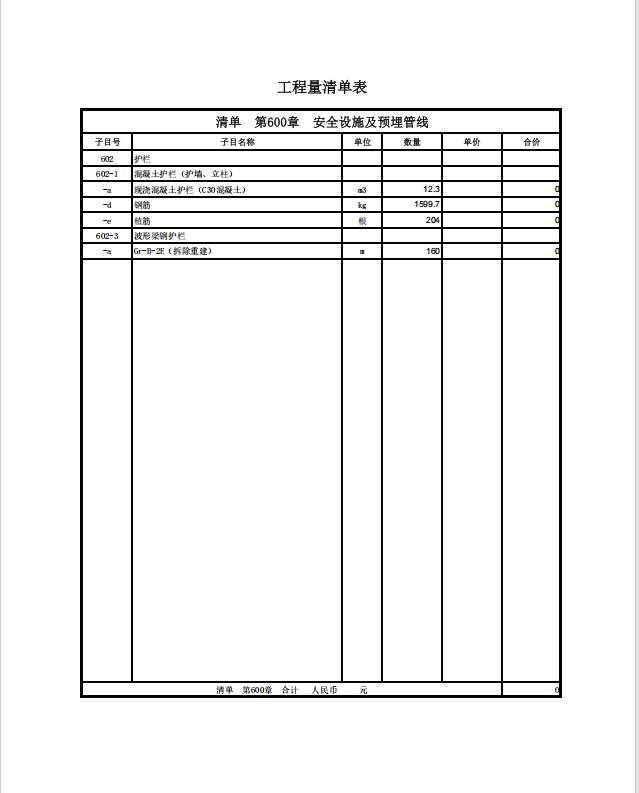 工程量清单表
清单 第600章 安全设施及预埋管线
子目号 子目名称 单位 数量 单价 合价
602 护栏
602-1 混凝土护栏（护墙、立柱）
-a 现浇混凝土护栏（C30混凝土） m3 12.3 0
-d 钢筋 kg 1599.7 0
-e 植筋 根 204 0
602-3 波形梁钢护栏
-a Gr-B-2E（拆除重建） m 160 0
清单 第600章 合计 人民币 元 0